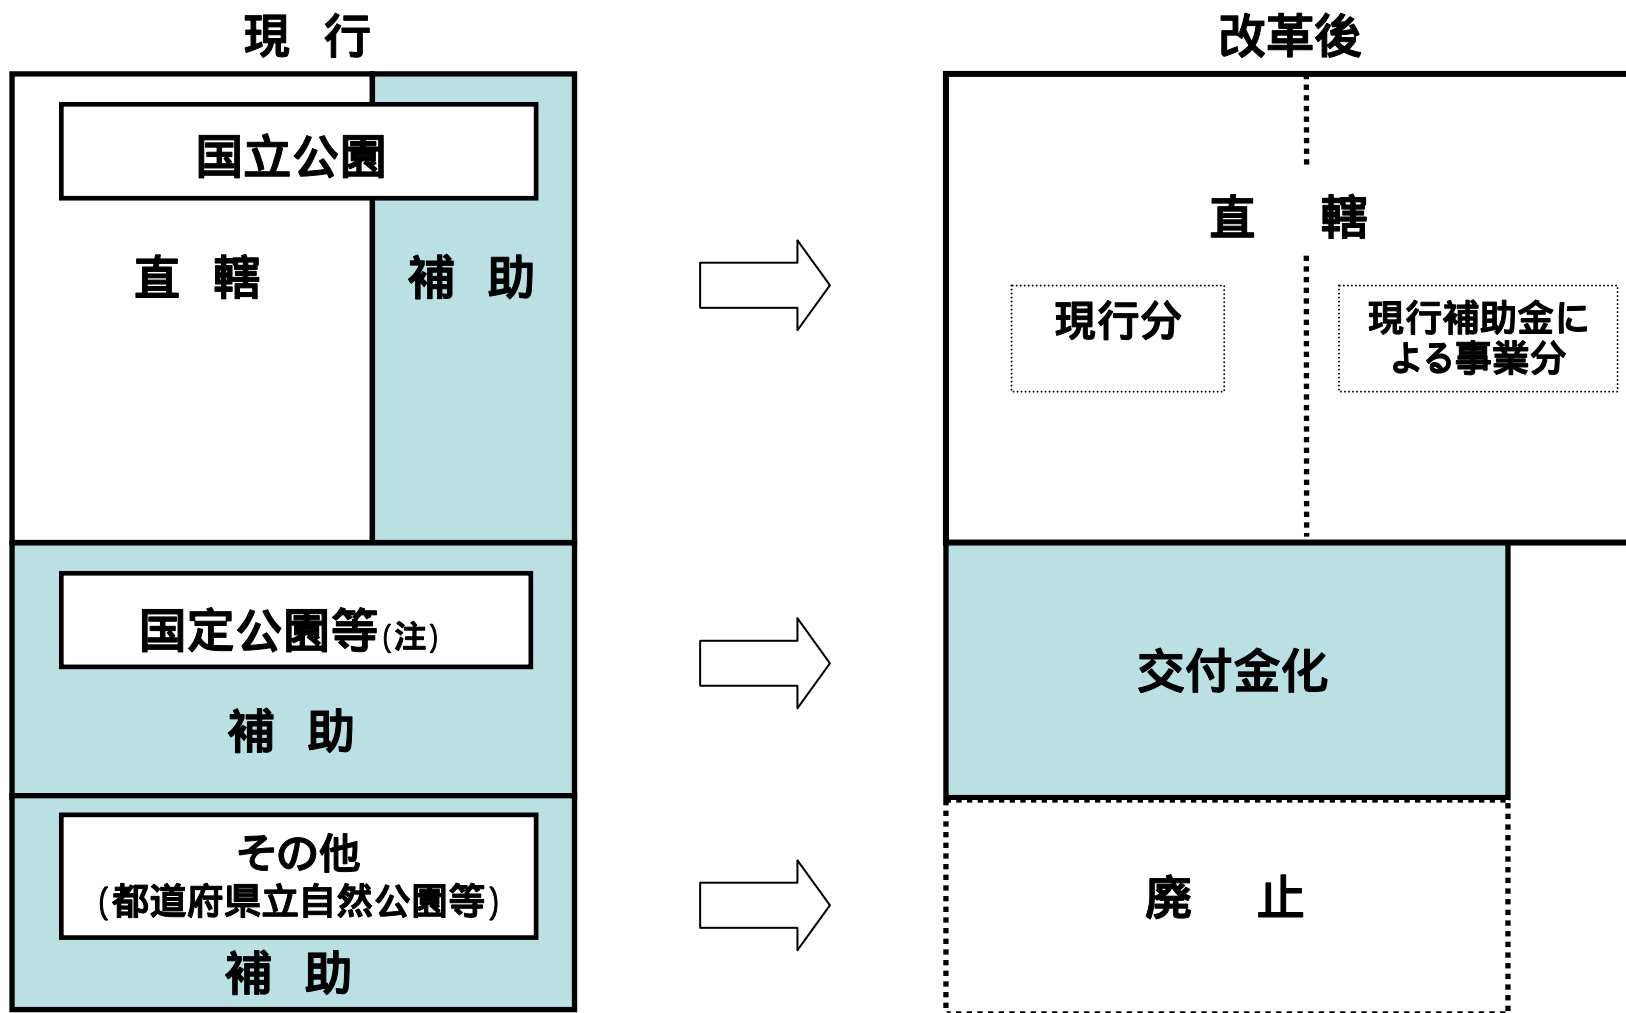 現 行
国立公園
直 轄
補 助
国定公園等(注)
補 助
その他
(都道府県立自然公園等)
補 助
改革後
直 轄
現行分
現行補助金に
よる事業分
交付金化
廃 止